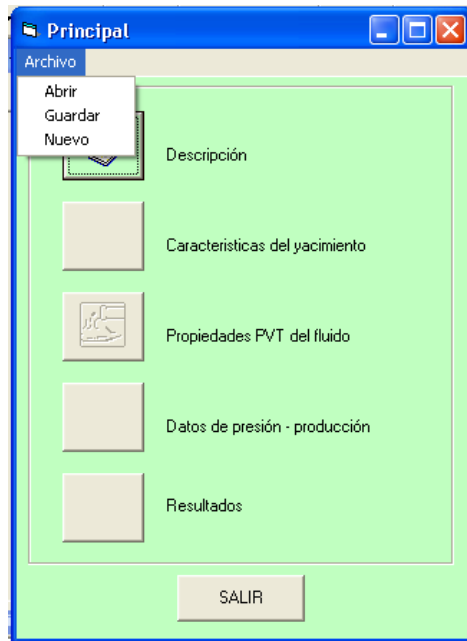 Principal
Archivo
Abrir
Guardar
Nuevo
Descripción
Caracteristicas del yacimiento
Propiedades PVT del fluido
Datos de presión - producción
Resultados
SALIR